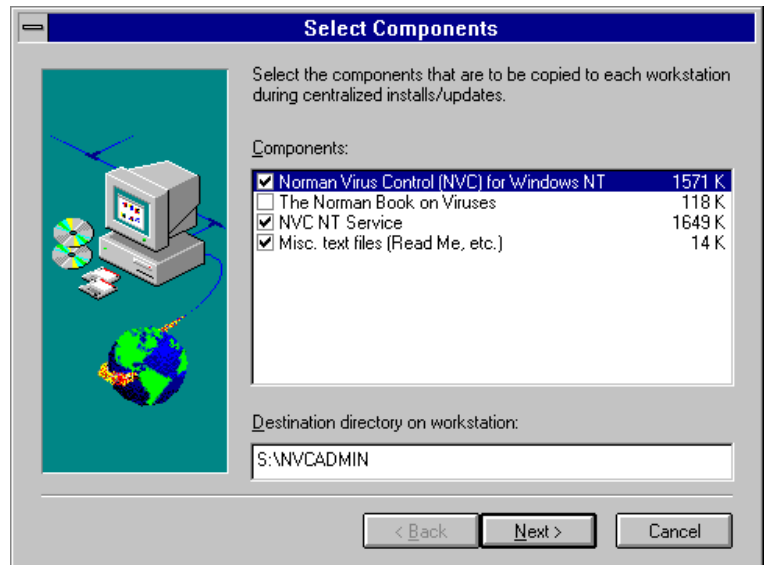 Select Components
Select the components that are to be copied to each workstation
during centralized installs/updates.
Components:
Norman Virus Control (NVC) for Windows NT 1571 K
The Norman Book on Viruses 118 K
NVC NT Service 1649 K
Misc. text files (Read Me, etc.) 14 K
Destination directory on workstation:
S:\NVCADMIN
< Back Next > Cancel